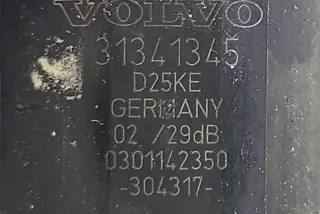 VOLVO
31341345
D25KE
GERMANY
02 /29dB
0301142350
-304317-